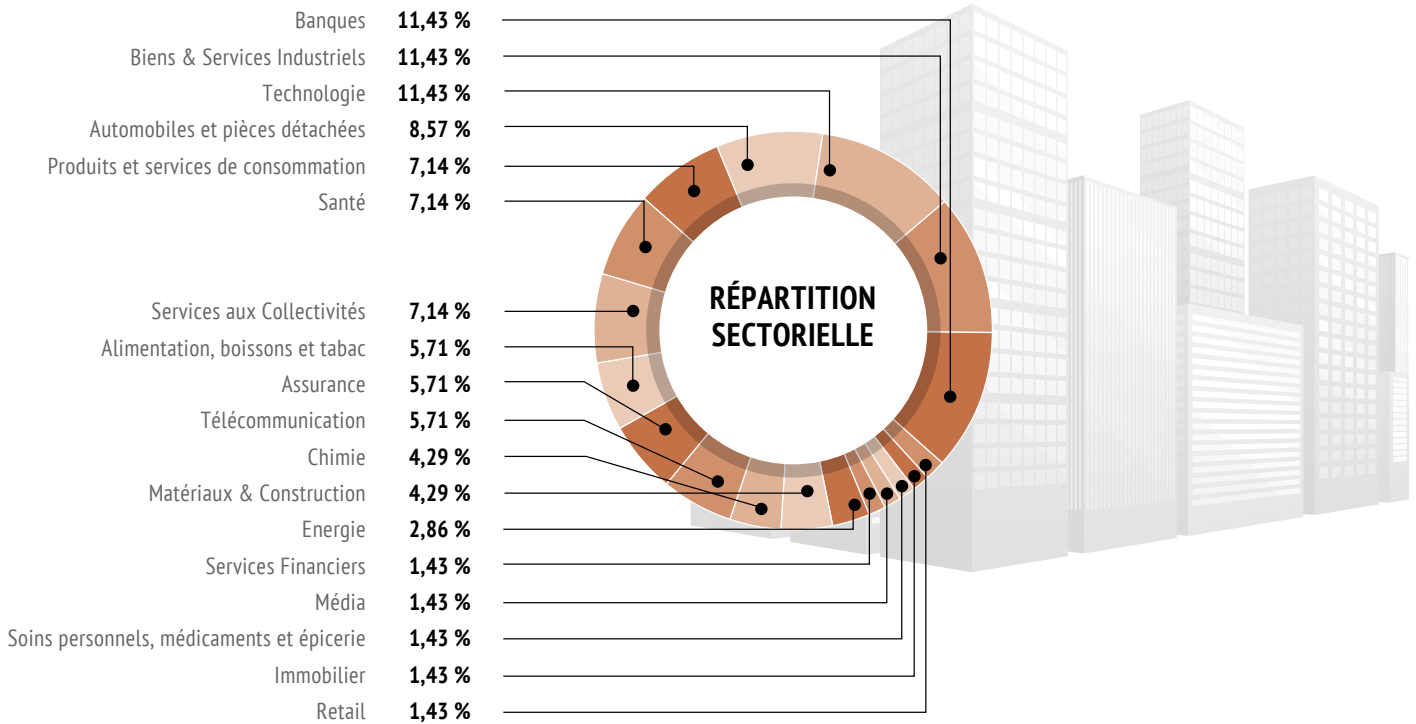 Banques 11,43 %
Biens & Services Industriels 11,43 %
Technologie 11,43 %
Automobiles et pièces détachées 8,57 %
Produits et services de consommation 7,14 %
Santé 7,14 %
Services aux Collectivités 7,14 %
Alimentation, boissons et tabac 5,71 %
Assurance 5,71 %
Télécommunication 5,71 %
Chimie 4,29 %
Matériaux & Construction 4,29 %
Energie 2,86 %
Services Financiers 1,43 %
Média 1,43 %
Soins personnels, médicaments et épicerie 1,43 %
Immobilier 1,43 %
Retail 1,43 %
RÉPARTITION
SECTORIELLE